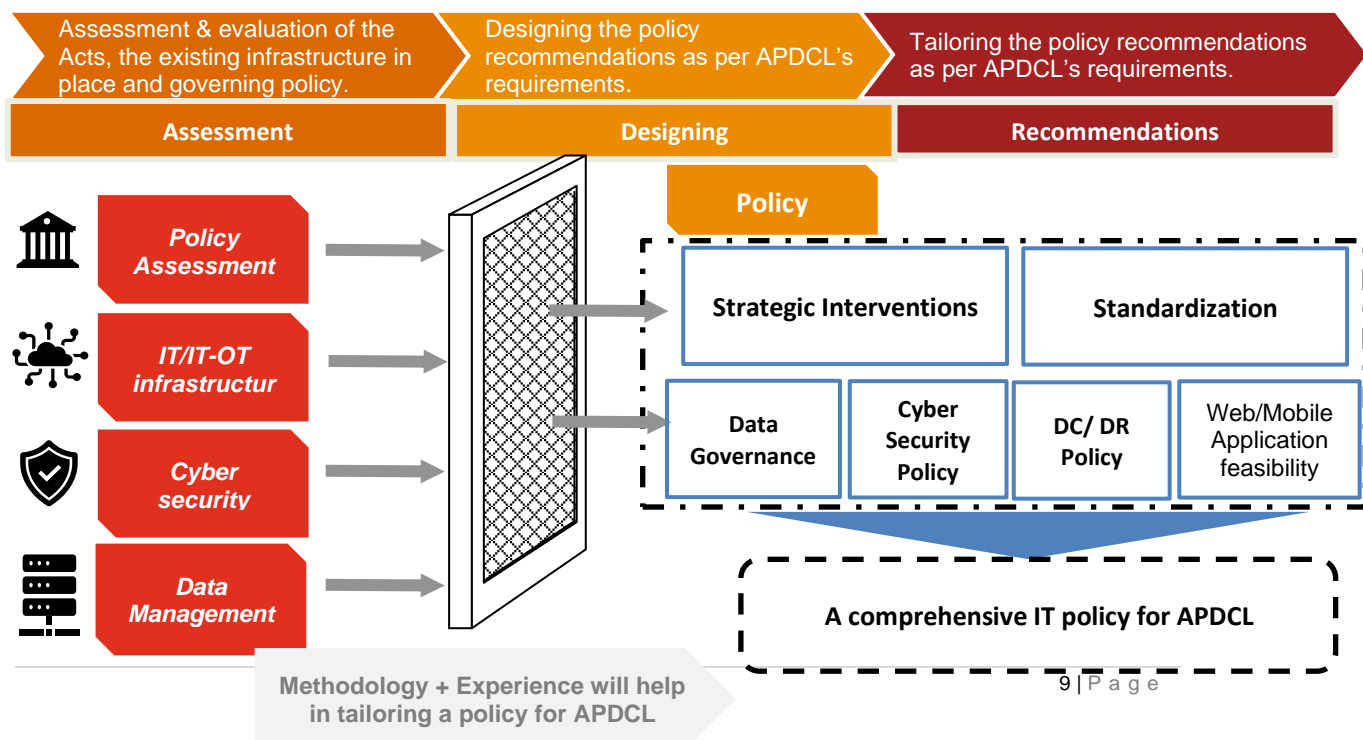 Assessment & evaluation of the
Acts, the existing infrastructure in
place and governing policy.
Designing the policy
recommendations as per APDCL’s
requirements.
Tailoring the policy recommendations
as per APDCL’s requirements.
Assessment
Designing
Recommendations
Policy
Assessment
IT/IT-OT
infrastructur
Cyber
security
Data
Management
Policy
Strategic Interventions
Standardization
Data
Governance
Cyber
Security
Policy
DC/ DR
Policy
Web/Mobile
Application
feasibility
A comprehensive IT policy for APDCL
Methodology + Experience will help
in tailoring a policy for APDCL
9 | P a g e